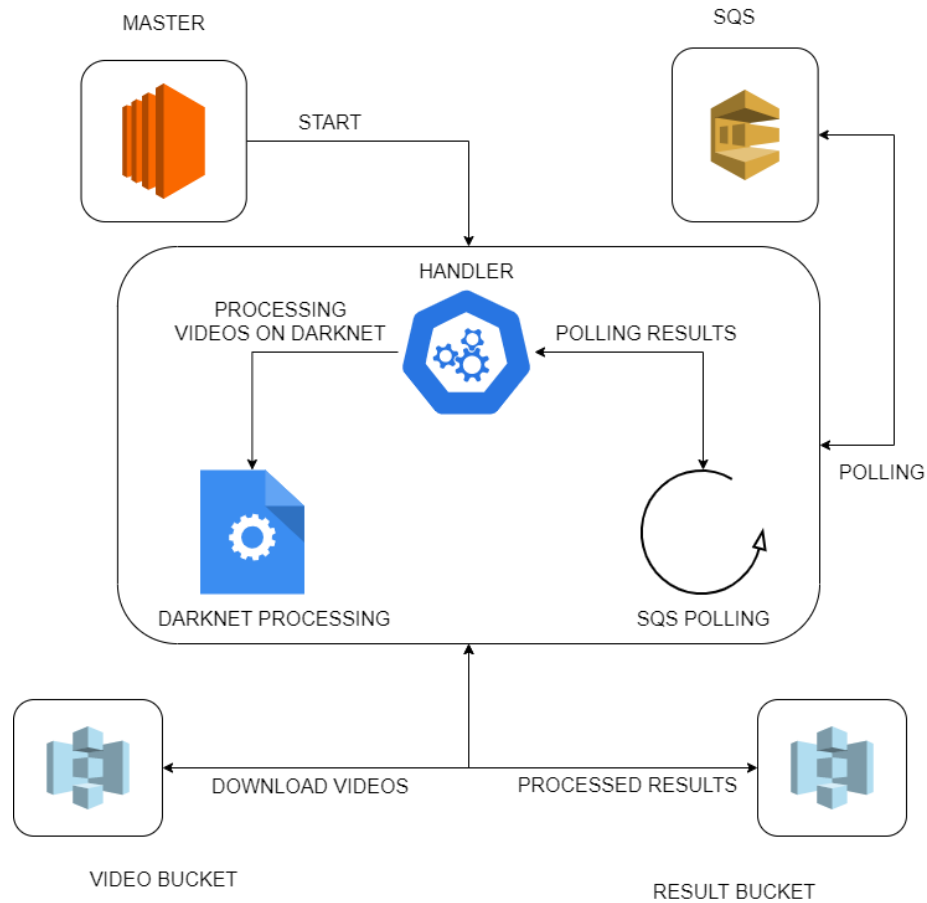 MASTER
SQS
START
HANDLER
PROCESSING
VIDEOS ON DARKNET
POLLING RESULTS
POLLING
DARKNET PROCESSING
SQS POLLING
DOWNLOAD VIDEOS
PROCESSED RESULTS
VIDEO BUCKET
RESULT BUCKET